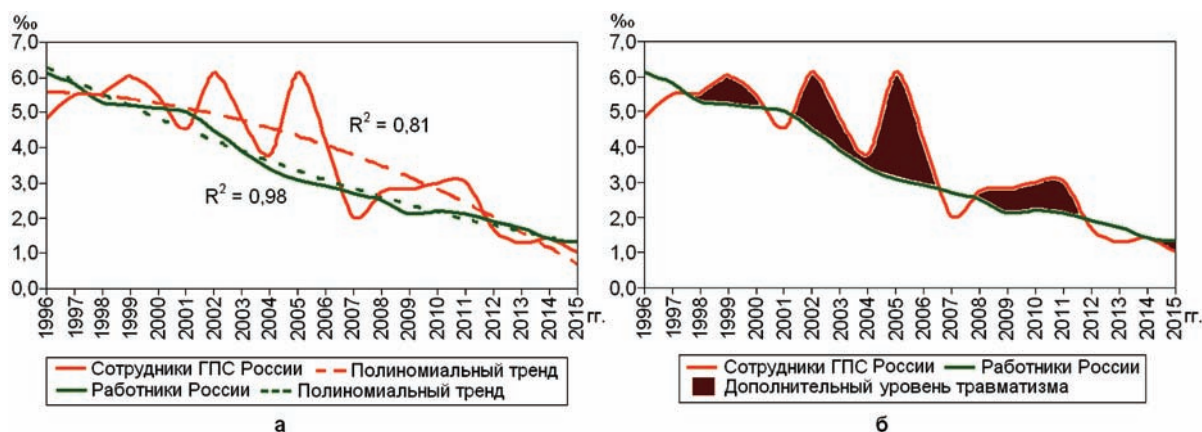 ‰
7,0
6,0
5,0
4,0
3,0
2,0
1,0
0,0
R² = 0,81
R² = 0,98
1996 1997 1998 1999 2000 2001 2002 2003 2004 2005 2006 2007 2008 2009 2010 2011 2012 2013 2014 2015 гг.
Сотрудники ГПС России Полиномиальный тренд
Работники России Полиномиальный тренд
а
‰
7,0
6,0
5,0
4,0
3,0
2,0
1,0
0,0
1996 1997 1998 1999 2000 2001 2002 2003 2004 2005 2006 2007 2008 2009 2010 2011 2012 2013 2014 2015 гг.
Сотрудники ГПС России Работники России
Дополнительный уровень травматизма
б